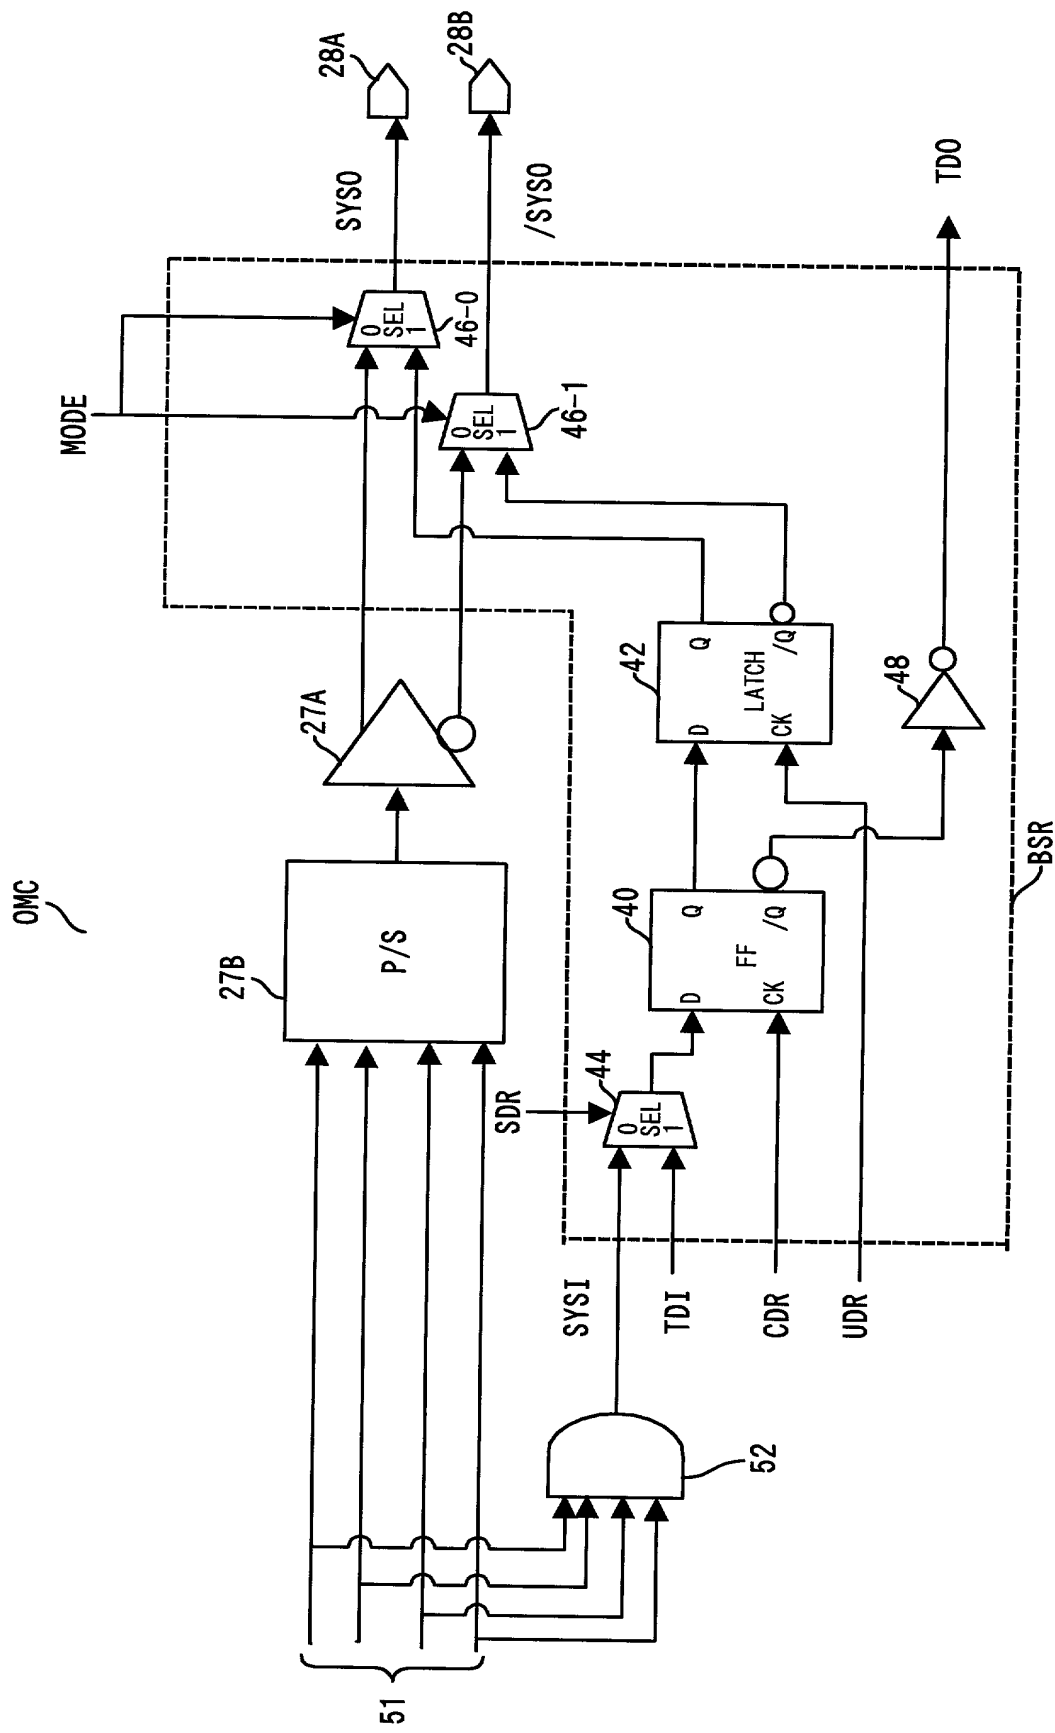 OMC
MODE
27B
P/S
27A
0
SEL
1
46-0
SYSO
28A
0
SEL
1
46-1
/SYSO
28B
51
52
SYSI
TDI
CDR
UDR
SDR
0
SEL
1
44
40
D
Q
FF
CK
/Q
42
D
Q
LATCH
CK
/Q
48
TDO
BSR